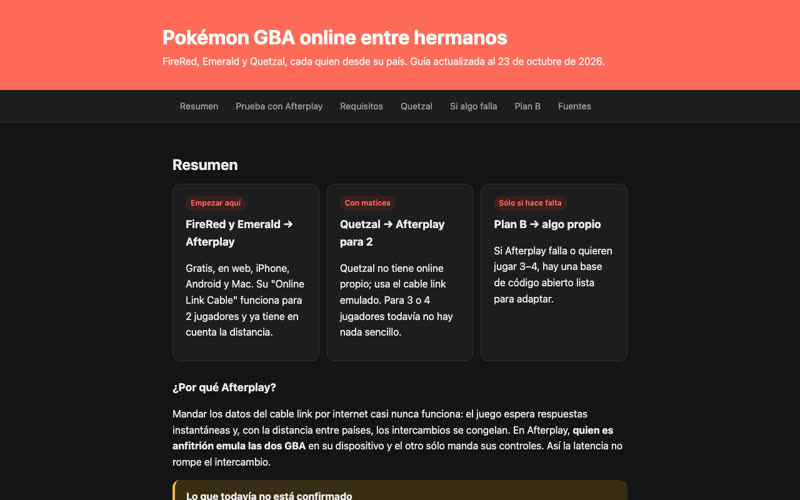 Pokémon GBA online entre hermanos
FireRed, Emerald y Quetzal, cada quien desde su país. Guía actualizada al 23 de octubre de 2026.
Resumen Prueba con Afterplay Requisitos Quetzal Si algo falla Plan B Fuentes
Resumen
Empezar aquí
FireRed y Emerald →
Afterplay
Gratis, en web, iPhone,
Android y Mac. Su "Online
Link Cable" funciona para
2 jugadores y ya tiene en
cuenta la distancia.
Con matices
Quetzal → Afterplay
para 2
Quetzal no tiene online
propio; usa el cable link
emulado. Para 3 o 4
jugadores todavía no hay
nada sencillo.
Sólo si hace falta
Plan B → algo propio
Si Afterplay falla o quieren
jugar 3–4, hay una base
de código abierto lista
para adaptar.
¿Por qué Afterplay?
Mandar los datos del cable link por internet casi nunca funciona: el juego espera respuestas
instantáneas y, con la distancia entre países, los intercambios se congelan. En Afterplay, quien es
anfitrión emula las dos GBA en su dispositivo y el otro sólo manda sus controles. Así la latencia no
rompe el intercambio.
Lo que todavía no está confirmado